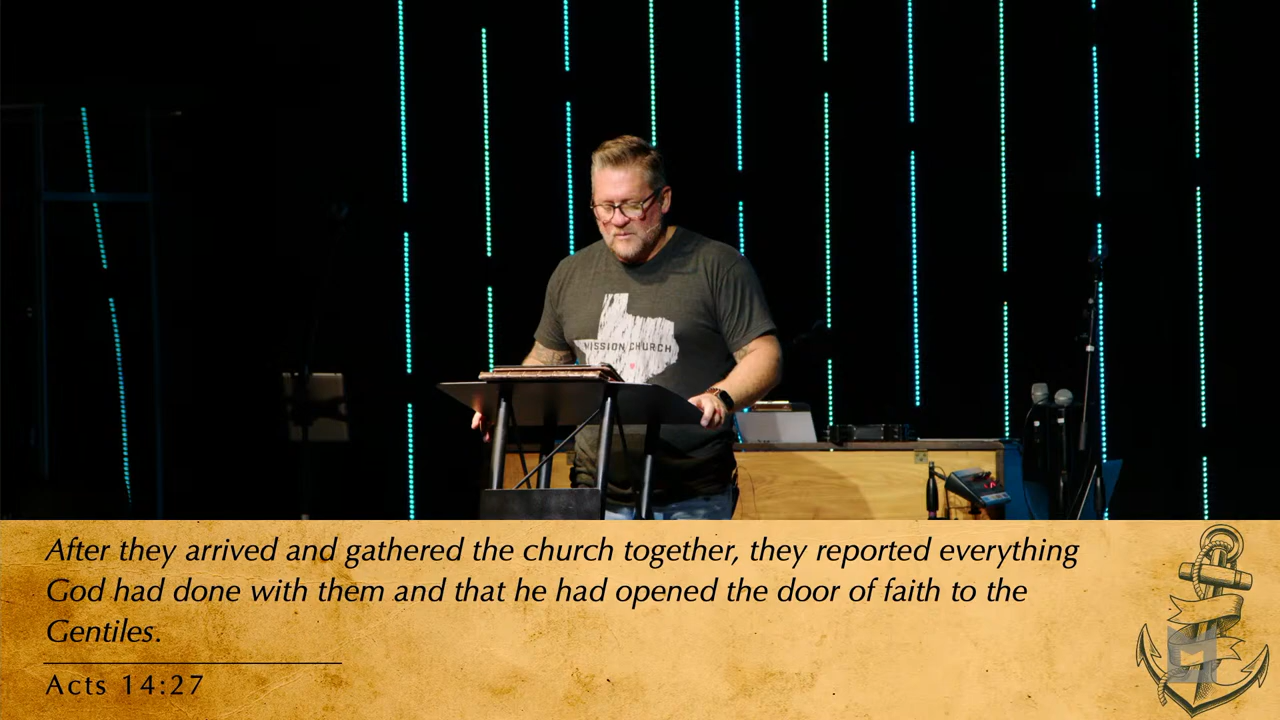 MISSION CHURCH
After they arrived and gathered the church together, they reported everything
God had done with them and that he had opened the door of faith to the
Gentiles.
Acts 14:27